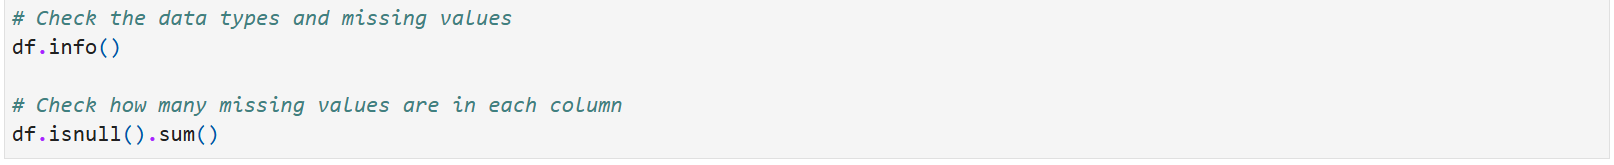 # Check the data types and missing values
df.info()
# Check how many missing values are in each column
df.isnull().sum()